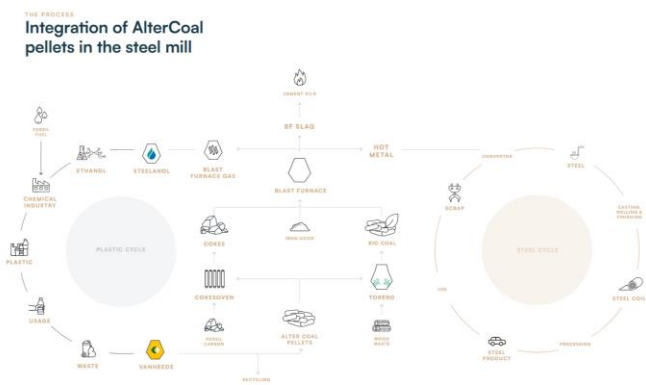 THE PROCESS
Integration of AlterCoal
pellets in the steel mill
CEMENT MILL
FOSSIL
FUEL
BF SLAG
HOT
METAL
ETHANOL
STEELANOL
BLAST
FURNACE GAS
CONVERTER
STEEL
BLAST FURNACE
CHEMICAL
INDUSTRY
SCRAP
CASTING,
ROLLING &
FINISHING
COKES
IRON OXIDE
BIO COAL
PLASTIC CYCLE
STEEL CYCLE
PLASTIC
COKESOVEN
TORERO
USE
STEEL COIL
USAGE
FOSSIL
CARBON
ALTER COAL
PELLETS
WOOD
WASTE
STEEL
PRODUCT
PROCESSING
WASTE
VANHEEDE
RECYCLING